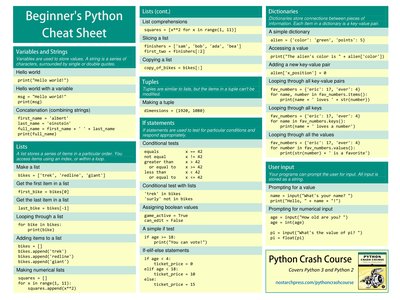 Beginner's Python
Cheat Sheet
Variables and Strings
Variables are used to store values. A string is a series of
characters, surrounded by single or double quotes.
Hello world
print("Hello world!")
Hello world with a variable
msg = "Hello world!"
print(msg)
Concatenation (combining strings)
first_name = 'albert'
last_name = 'einstein'
full_name = first_name + ' ' + last_name
print(full_name)
Lists
A list stores a series of items in a particular order. You
access items using an index, or within a loop.
Make a list
bikes = ['trek', 'redline', 'giant']
Get the first item in a list
first_bike = bikes[0]
Get the last item in a list
last_bike = bikes[-1]
Looping through a list
for bike in bikes:
print(bike)
Adding items to a list
bikes = []
bikes.append('trek')
bikes.append('redline')
bikes.append('giant')
Making numerical lists
squares = []
for x in range(1, 11):
squares.append(x**2)
Lists (cont.)
List comprehensions
squares = [x**2 for x in range(1, 11)]
Slicing a list
finishers = ['sam', 'bob', 'ada', 'bea']
first_two = finishers[:2]
Copying a list
copy_of_bikes = bikes[:]
Tuples
Tuples are similar to lists, but the items in a tuple can't be
modified.
Making a tuple
dimensions = (1920, 1080)
If statements
If statements are used to test for particular conditions and
respond appropriately.
Conditional tests
equals x == 42
not equal x != 42
greater than x > 42
or equal to x >= 42
less than x < 42
or equal to x <= 42
Conditional test with lists
'trek' in bikes
'surly' not in bikes
Assigning boolean values
game_active = True
can_edit = False
A simple if test
if age >= 18:
print("You can vote!")
If-elif-else statements
if age < 4:
ticket_price = 0
elif age < 18:
ticket_price = 10
else:
ticket_price = 15
Dictionaries
Dictionaries store connections between pieces of
information. Each item in a dictionary is a key-value pair.
A simple dictionary
alien = {'color': 'green', 'points': 5}
Accessing a value
print("The alien's color is " + alien['color'])
Adding a new key-value pair
alien['x_position'] = 0
Looping through all key-value pairs
fav_numbers = {'eric': 17, 'ever': 4}
for name, number in fav_numbers.items():
print(name + ' loves ' + str(number))
Looping through all keys
fav_numbers = {'eric': 17, 'ever': 4}
for name in fav_numbers.keys():
print(name + ' loves a number')
Looping through all the values
fav_numbers = {'eric': 17, 'ever': 4}
for number in fav_numbers.values():
print(str(number) + ' is a favorite')
User input
Your programs can prompt the user for input. All input is
stored as a string.
Prompting for a value
name = input("What's your name? ")
print("Hello, " + name + "!")
Prompting for numerical input
age = input("How old are you? ")
age = int(age)
pi = input("What's the value of pi? ")
pi = float(pi)
Python Crash Course
Covers Python 3 and Python 2
nostarchpress.com/pythoncrashcourse
PYTHON
CRASH COURSE